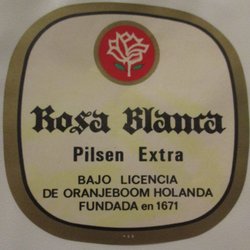 Rosa Blanca
Pilsen Extra
BAJO LICENCIA
DE ORANJEBOOM HOLANDA
FUNDADA en 1671